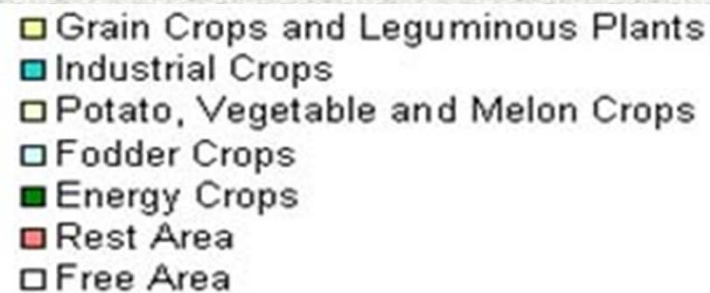 Grain Crops and Leguminous Plants
Industrial Crops
Potato, Vegetable and Melon Crops
Fodder Crops
Energy Crops
Rest Area
Free Area